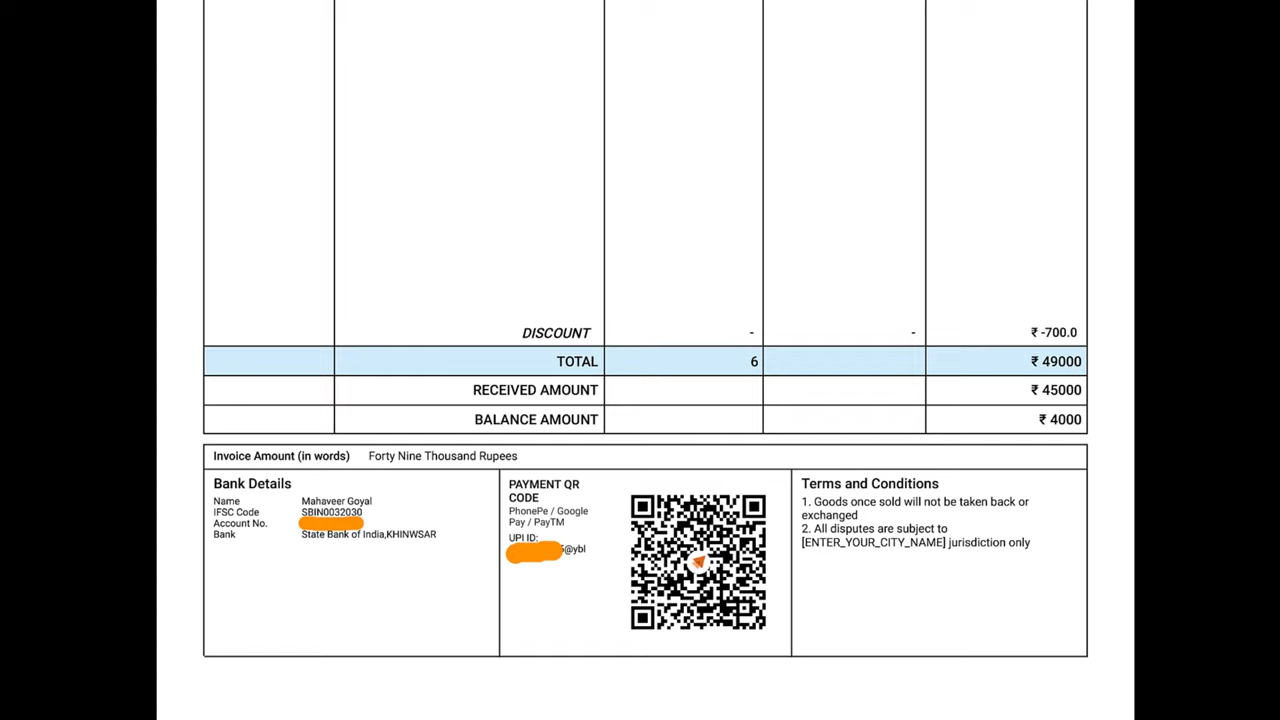 DISCOUNT - - ₹ -700.0
TOTAL 6 ₹ 49000
RECEIVED AMOUNT ₹ 45000
BALANCE AMOUNT ₹ 4000
Invoice Amount (in words) Forty Nine Thousand Rupees
Bank Details
Name Mahaveer Goyal
IFSC Code SBIN0032030
Account No.
Bank State Bank of India,KHINWSAR
PAYMENT QR
CODE
PhonePe / Google
Pay / PayTM
UPI ID:
@ybl
Terms and Conditions
1. Goods once sold will not be taken back or
exchanged
2. All disputes are subject to
[ENTER_YOUR_CITY_NAME] jurisdiction only